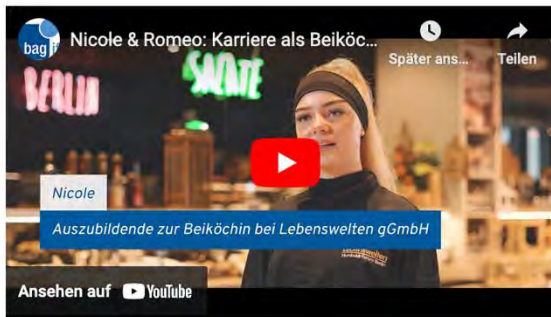 bag if
Nicole & Romeo: Karriere als Beiköc...
Später ans...
Teilen
BERLIN
Nicole
Auszubildende zur Beiköchin bei Lebenswelten gGmbH
Ansehen auf YouTube